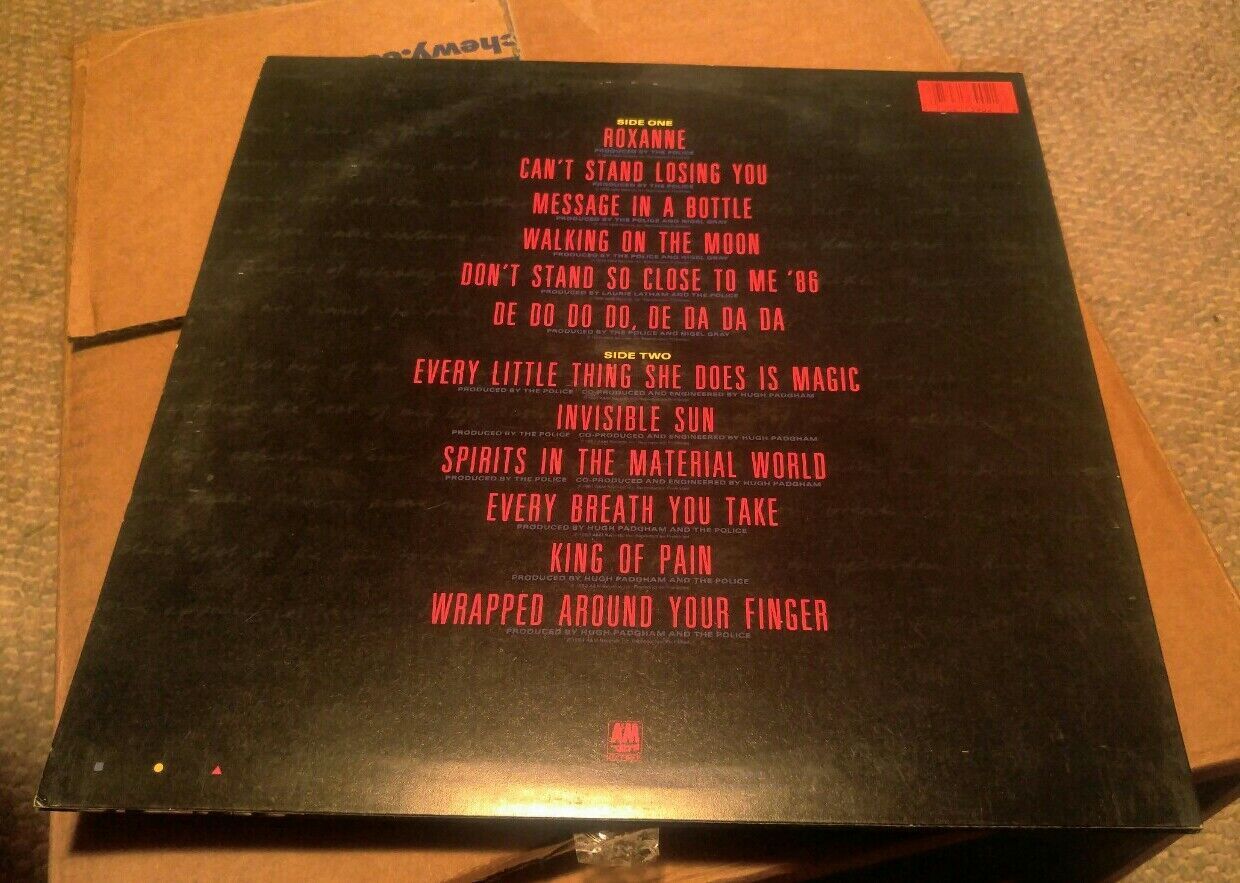 chewy.c
SIDE ONE
ROXANNE
PRODUCED BY THE POLICE
CAN'T STAND LOSING YOU
PRODUCED BY THE POLICE
MESSAGE IN A BOTTLE
PRODUCED BY THE POLICE AND NIGEL GRAY
WALKING ON THE MOON
PRODUCED BY THE POLICE AND NIGEL GRAY
DON'T STAND SO CLOSE TO ME '86
PRODUCED BY LAURIE LATHAM AND THE POLICE
DE DO DO DO, DE DA DA DA
PRODUCED BY THE POLICE AND NIGEL GRAY
SIDE TWO
EVERY LITTLE THING SHE DOES IS MAGIC
PRODUCED BY THE POLICE CO-PRODUCED AND ENGINEERED BY HUGH PADGHAM
INVISIBLE SUN
PRODUCED BY THE POLICE CO-PRODUCED AND ENGINEERED BY HUGH PADGHAM
SPIRITS IN THE MATERIAL WORLD
PRODUCED BY THE POLICE CO-PRODUCED AND ENGINEERED BY HUGH PADGHAM
EVERY BREATH YOU TAKE
PRODUCED BY HUGH PADGHAM AND THE POLICE
KING OF PAIN
PRODUCED BY HUGH PADGHAM AND THE POLICE
WRAPPED AROUND YOUR FINGER
PRODUCED BY HUGH PADGHAM AND THE POLICE
A&M